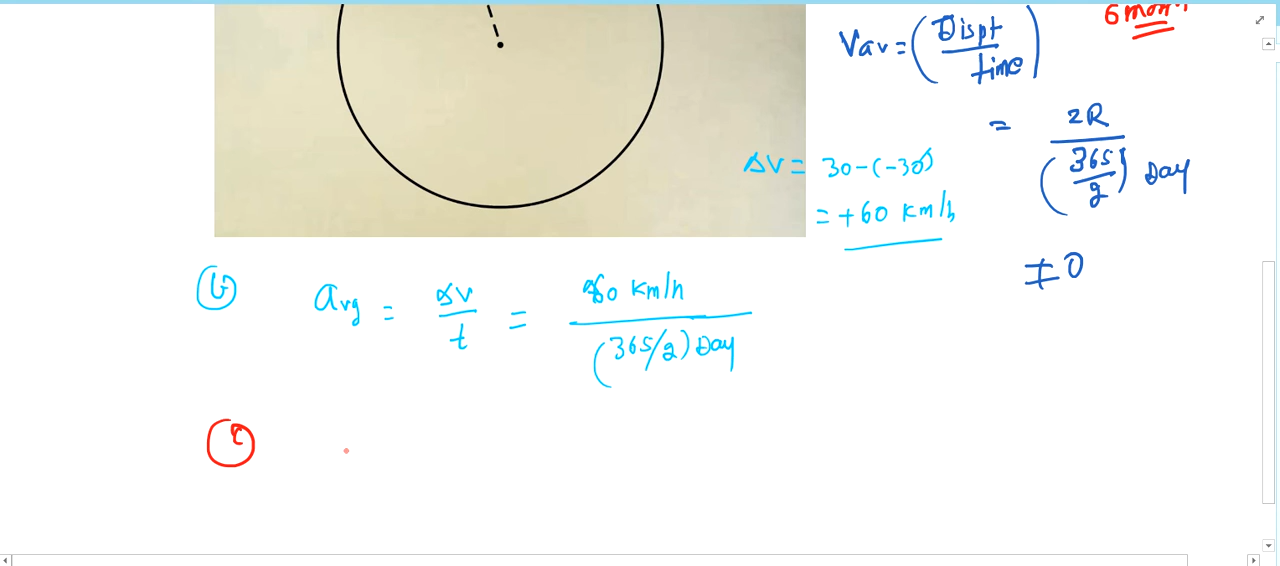 6 month
Vav = (Dispt / time)
= 2R / (365/2) Day
≠ 0
ΔV = 30-(-30)
= +60 km/h
(b) avg = ΔV / t = 60 km/h / (365/2) Day
(c)